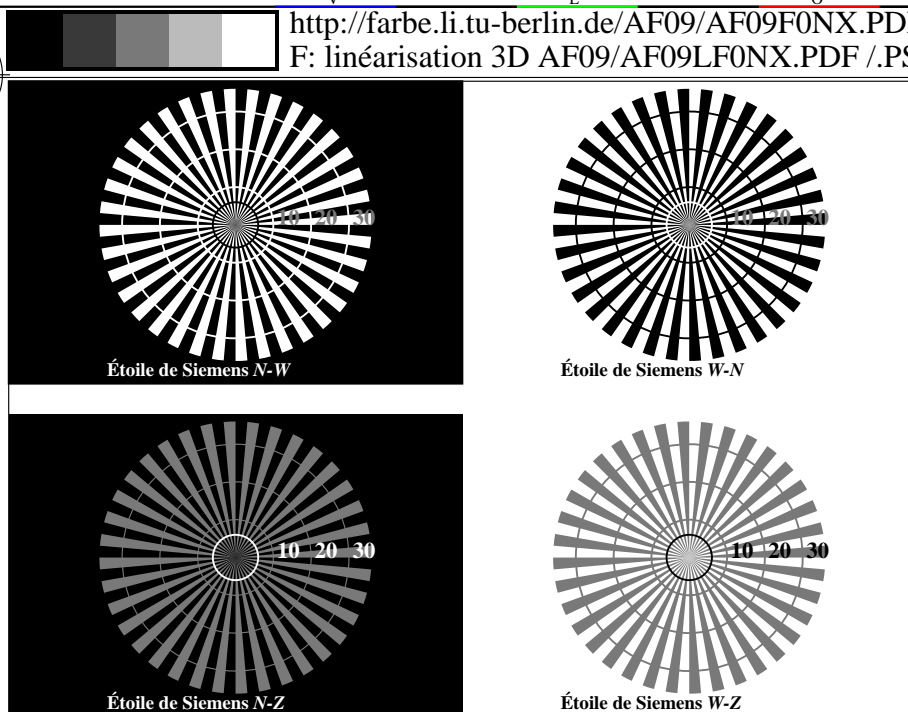 V L O
http://farbe.li.tu-berlin.de/AF09/AF09F0NX.PD
F: linéarisation 3D AF09/AF09LF0NX.PDF /.PS
10 20 30
10 20 30
Étoile de Siemens N-W
Étoile de Siemens W-N
10 20 30
10 20 30
Étoile de Siemens N-Z
Étoile de Siemens W-Z